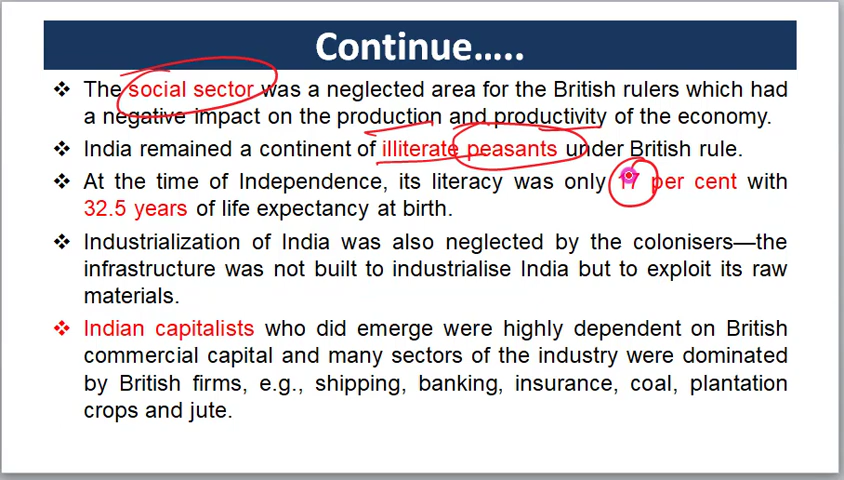 Continue.....
❖ The social sector was a neglected area for the British rulers which had
a negative impact on the production and productivity of the economy.
❖ India remained a continent of illiterate peasants under British rule.
❖ At the time of Independence, its literacy was only 17 per cent with
32.5 years of life expectancy at birth.
❖ Industrialization of India was also neglected by the colonisers—the
infrastructure was not built to industrialise India but to exploit its raw
materials.
❖ Indian capitalists who did emerge were highly dependent on British
commercial capital and many sectors of the industry were dominated
by British firms, e.g., shipping, banking, insurance, coal, plantation
crops and jute.